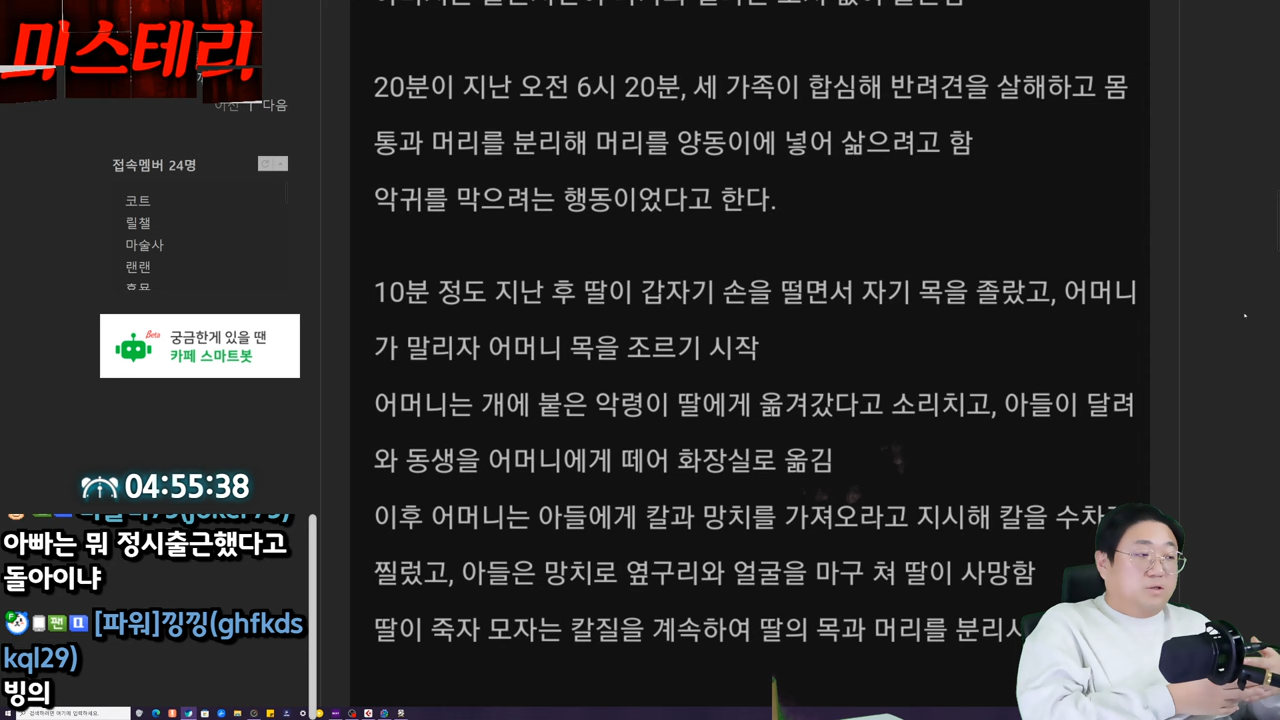 미스테리
이전 다음
접속멤버 24명
코트
릴챌
마술사
랜랜
Beta
궁금한게 있을 땐
카페 스마트봇
04:55:38
아빠는 뭐 정시출근했다고
돌아이냐
[파워]낑낑(ghfkds
kql29)
빙의
20분이 지난 오전 6시 20분, 세 가족이 합심해 반려견을 살해하고 몸
통과 머리를 분리해 머리를 양동이에 넣어 삶으려고 함
악귀를 막으려는 행동이었다고 한다.
10분 정도 지난 후 딸이 갑자기 손을 떨면서 자기 목을 졸랐고, 어머니
가 말리자 어머니 목을 조르기 시작
어머니는 개에 붙은 악령이 딸에게 옮겨갔다고 소리치고, 아들이 달려
와 동생을 어머니에게 떼어 화장실로 옮김
이후 어머니는 아들에게 칼과 망치를 가져오라고 지시해 칼을
찔렀고, 아들은 망치로 옆구리와 얼굴을 마구 쳐 딸이 사망함
딸이 죽자 모자는 칼질을 계속하여 딸의 목과 머리를